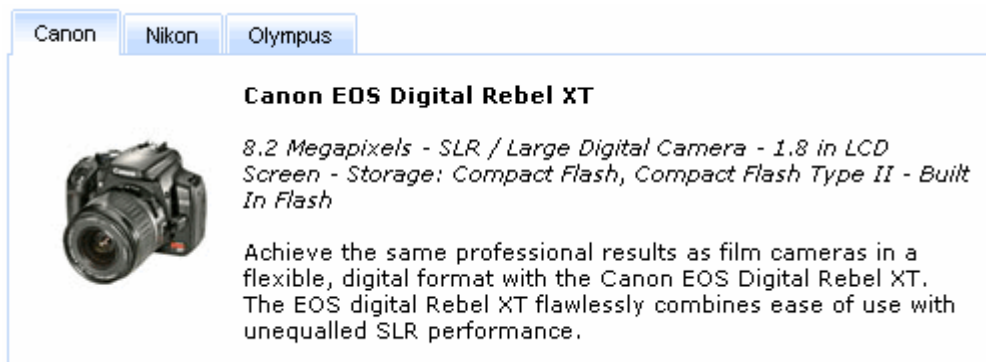 Canon Nikon Olympus
Canon EOS Digital Rebel XT
8.2 Megapixels - SLR / Large Digital Camera - 1.8 in LCD
Screen - Storage: Compact Flash, Compact Flash Type II - Built
In Flash
Achieve the same professional results as film cameras in a
flexible, digital format with the Canon EOS Digital Rebel XT.
The EOS digital Rebel XT flawlessly combines ease of use with
unequalled SLR performance.